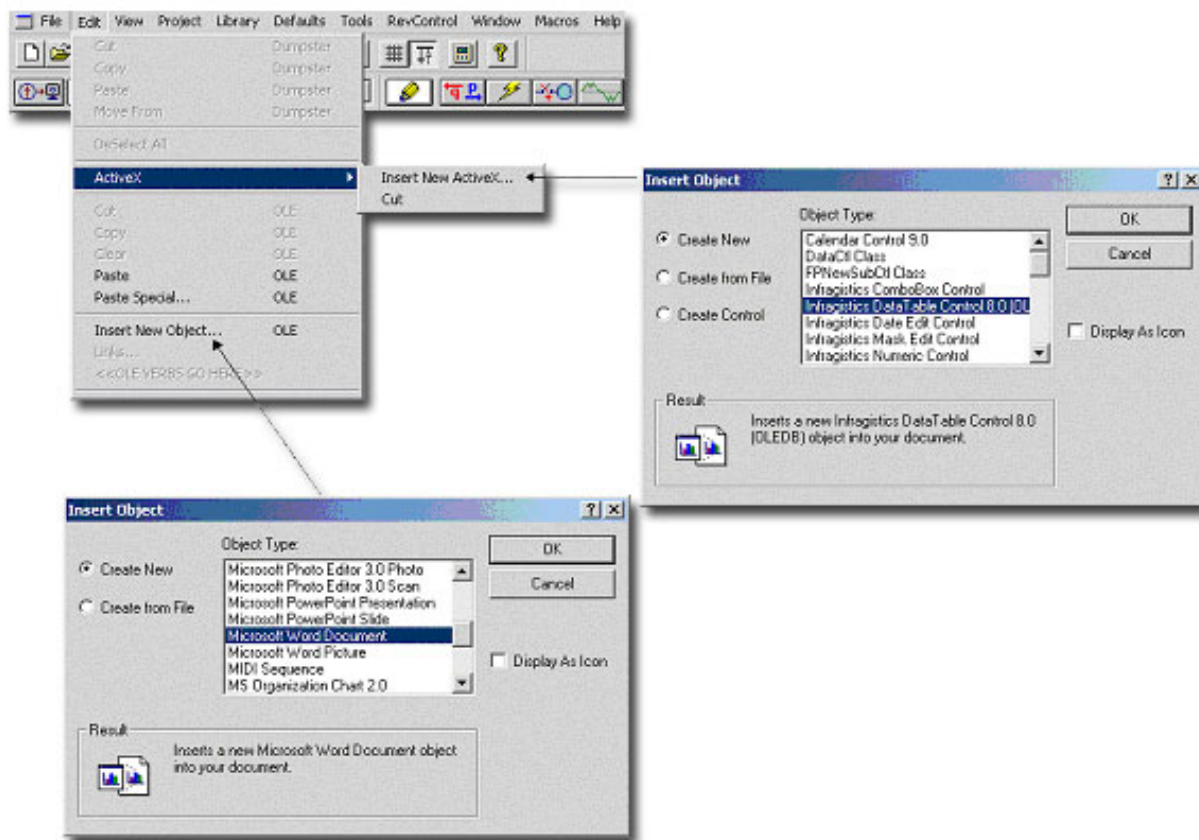 File Edit View Project Library Defaults Tools RevControl Window Macros Help
Cut Dumpster
Copy Dumpster
Paste Dumpster
Move From Dumpster
DeSelect All
ActiveX
Insert New ActiveX...
Cut
Cut OLE
Copy OLE
Clear OLE
Paste OLE
Paste Special... OLE
Insert New Object... OLE
Links...
<<OLE VERBS GO HERE>>
Insert Object
Object Type:
Create New
Create from File
Create Control
Calendar Control 9.0
DataCtl Class
FPNewSubCtl Class
Infragistics ComboBox Control
Infragistics DataTable Control 8.0 (OL
Infragistics Date Edit Control
Infragistics Mask Edit Control
Infragistics Numeric Control
OK
Cancel
Display As Icon
Result
Inserts a new Infragistics DataTable Control 8.0
(OLEDB) object into your document.
Insert Object
Object Type:
Create New
Create from File
Microsoft Photo Editor 3.0 Photo
Microsoft Photo Editor 3.0 Scan
Microsoft PowerPoint Presentation
Microsoft PowerPoint Slide
Microsoft Word Document
Microsoft Word Picture
MIDI Sequence
MS Organization Chart 2.0
OK
Cancel
Display As Icon
Result
Inserts a new Microsoft Word Document object
into your document.